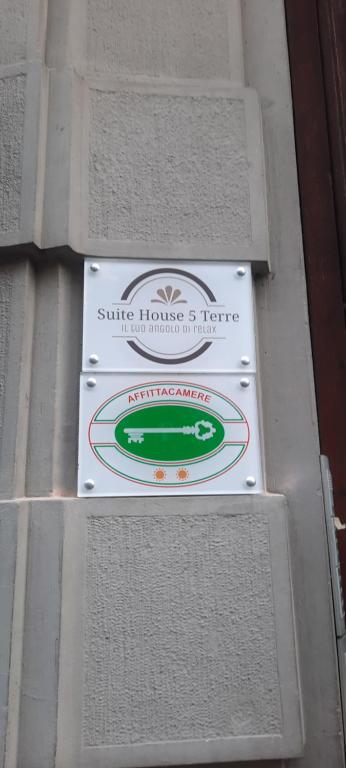 Suite House 5 Terre
il tuo angolo di relax
AFFITTACAMERE